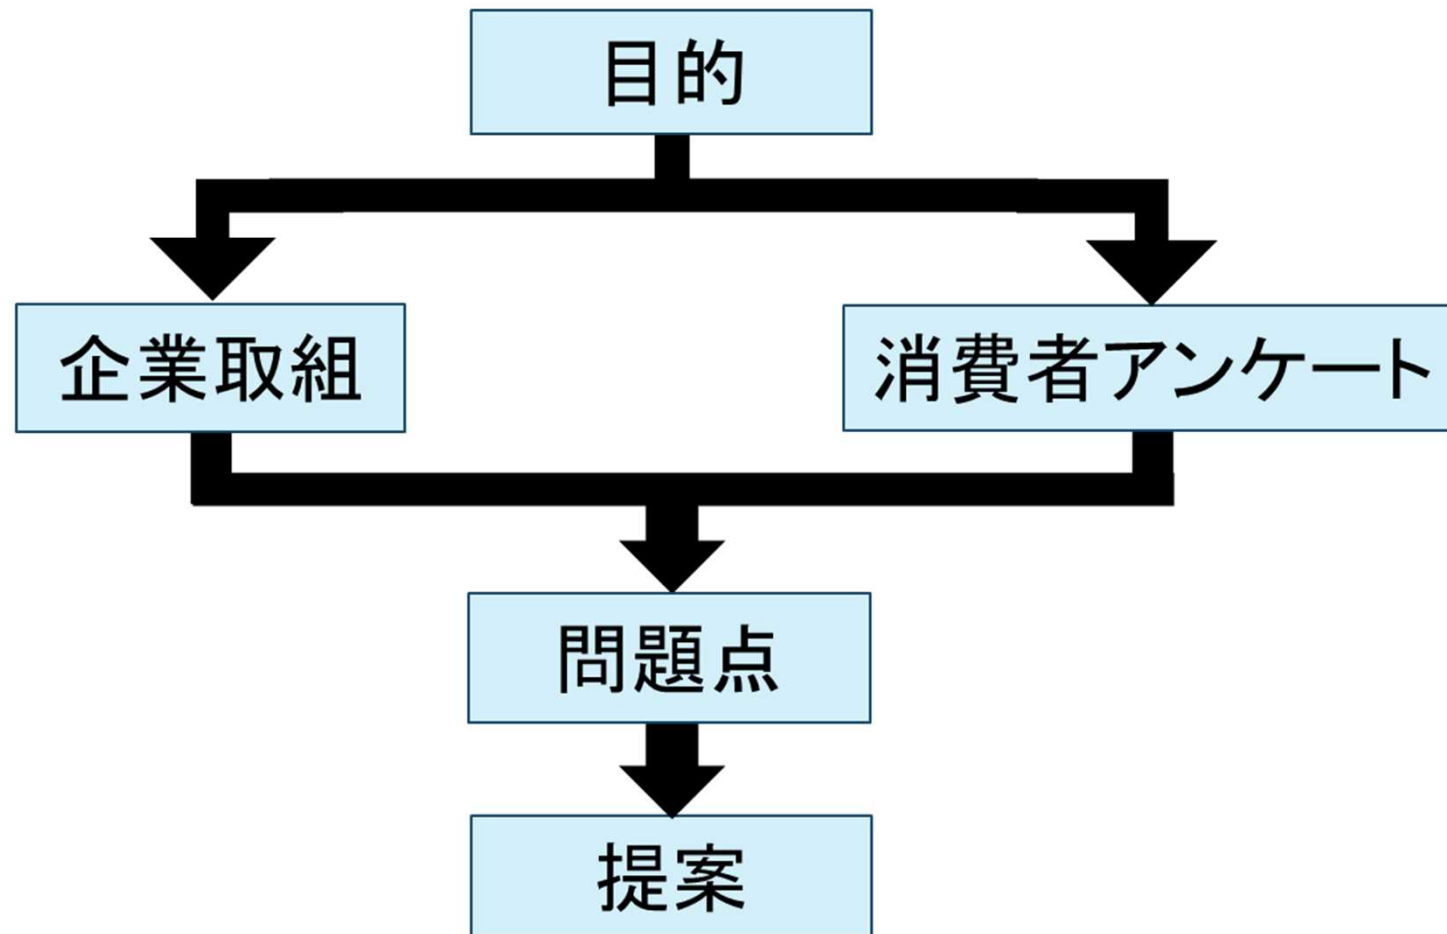 目的
企業取組
消費者アンケート
問題点
提案